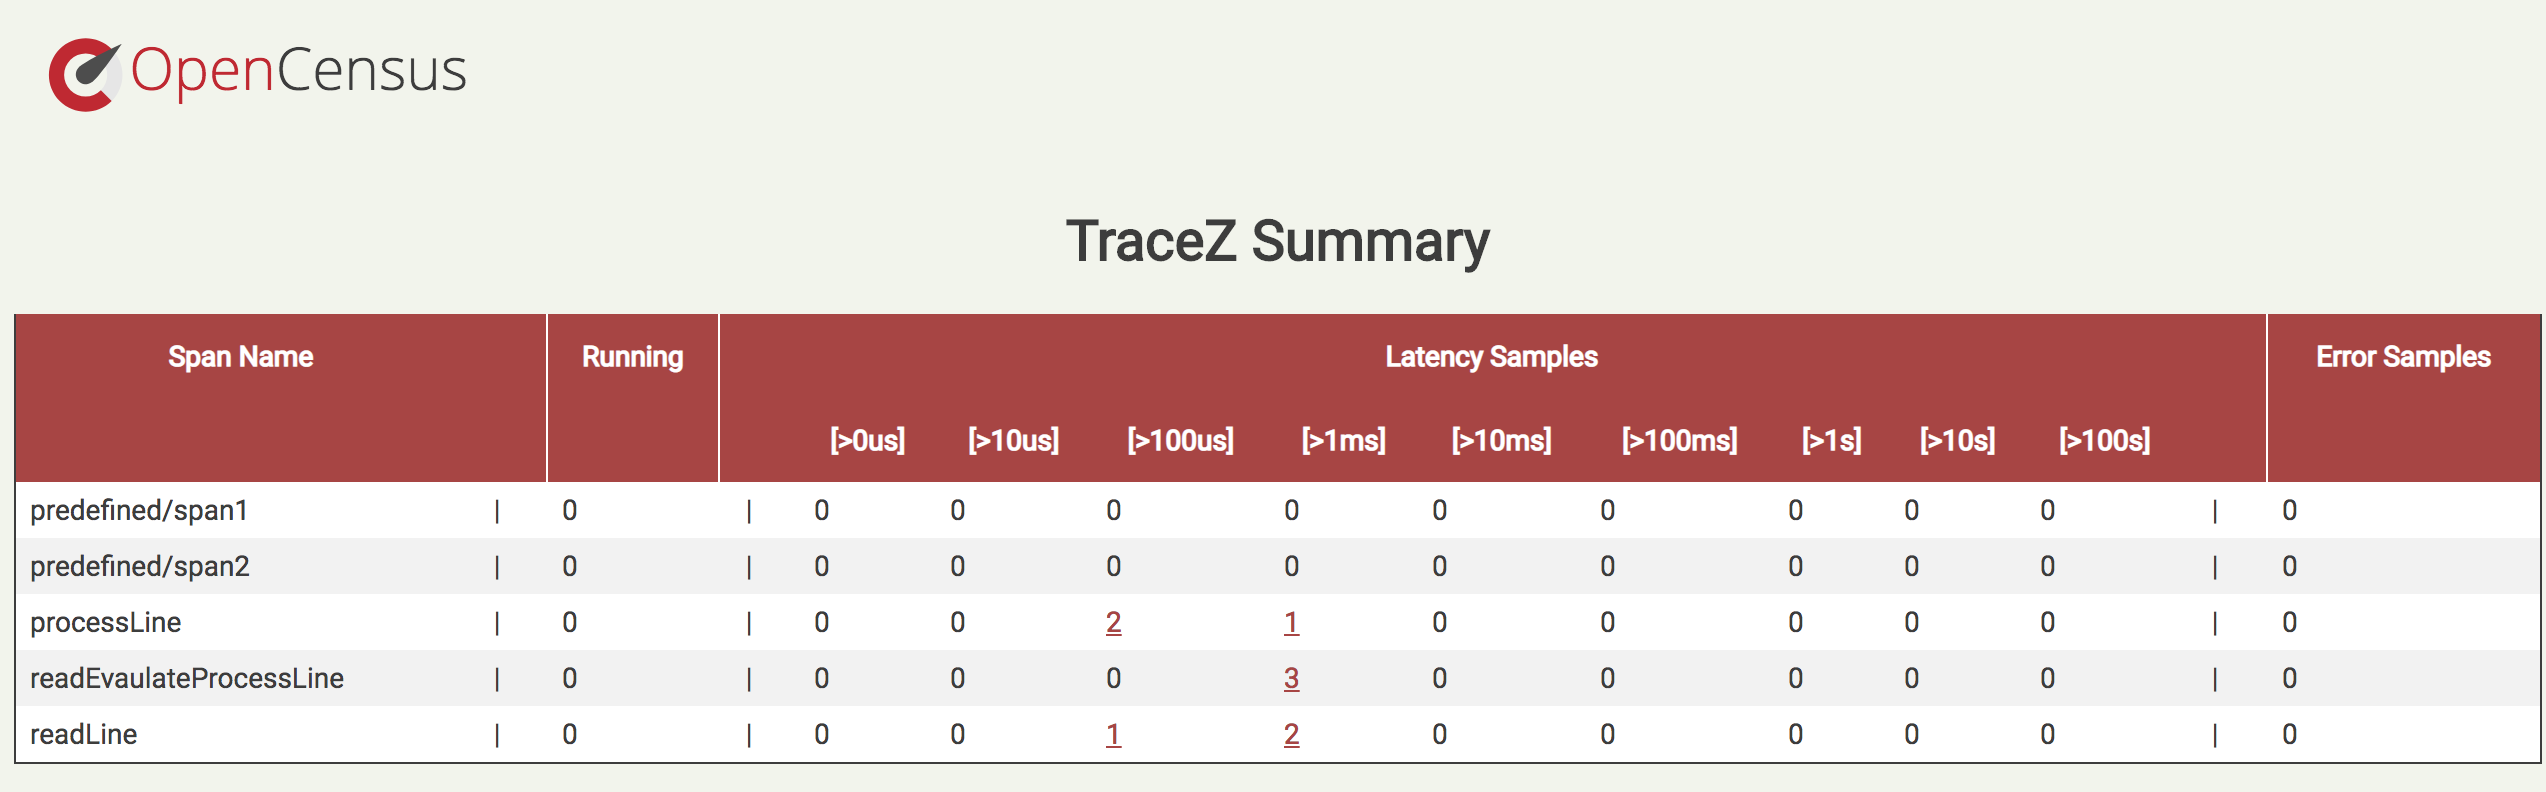 OpenCensus
TraceZ Summary
Span Name Running Latency Samples Error Samples
[>0us] [>10us] [>100us] [>1ms] [>10ms] [>100ms] [>1s] [>10s] [>100s]
predefined/span1 | 0 | 0 0 0 0 0 0 0 0 0 | 0
predefined/span2 | 0 | 0 0 0 0 0 0 0 0 0 | 0
processLine | 0 | 0 0 2 1 0 0 0 0 0 | 0
readEvaulateProcessLine | 0 | 0 0 0 3 0 0 0 0 0 | 0
readLine | 0 | 0 0 1 2 0 0 0 0 0 | 0